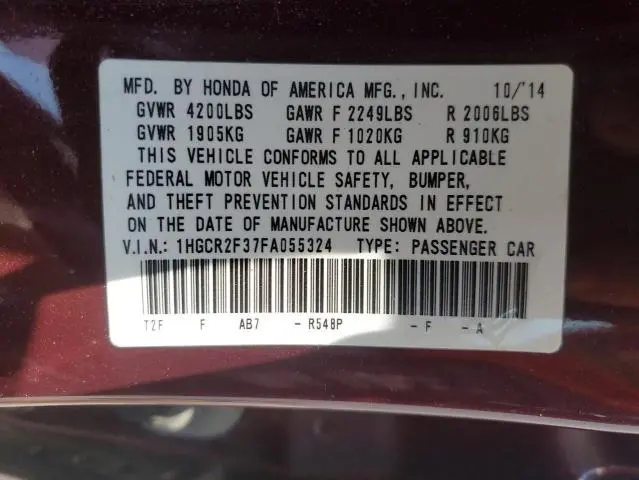 MFD. BY HONDA OF AMERICA MFG., INC. 10/'14
GVWR 4200LBS GAWR F 2249LBS R 2006LBS
GVWR 1905KG GAWR F 1020KG R 910KG
THIS VEHICLE CONFORMS TO ALL APPLICABLE
FEDERAL MOTOR VEHICLE SAFETY, BUMPER,
AND THEFT PREVENTION STANDARDS IN EFFECT
ON THE DATE OF MANUFACTURE SHOWN ABOVE.
V.I.N.: 1HGCR2F37FA055324 TYPE: PASSENGER CAR
T2F F AB7 - R548P - F - A